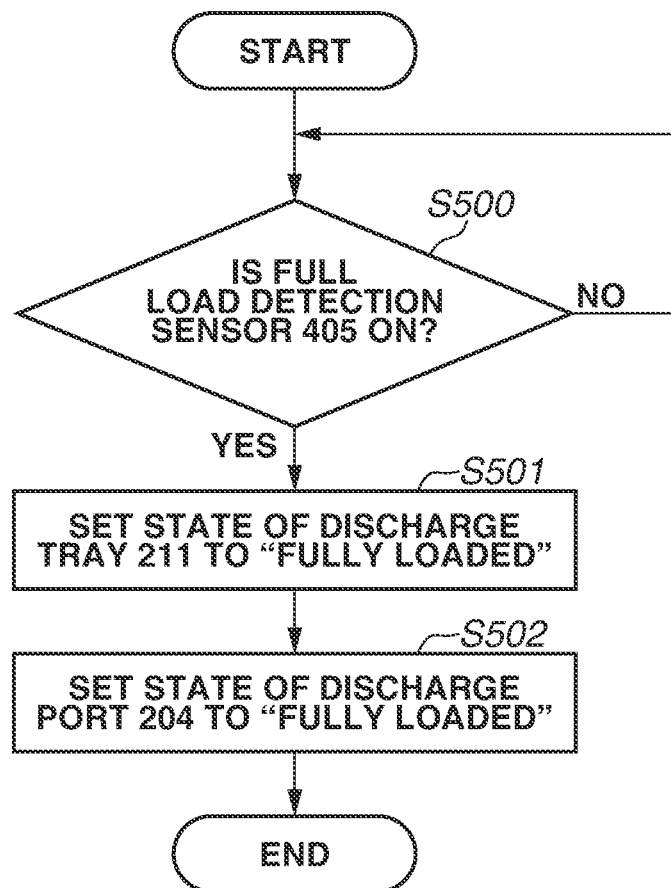 START
S500
IS FULL
LOAD DETECTION
SENSOR 405 ON?
NO
YES
S501
SET STATE OF DISCHARGE
TRAY 211 TO “FULLY LOADED”
S502
SET STATE OF DISCHARGE
PORT 204 TO “FULLY LOADED”
END